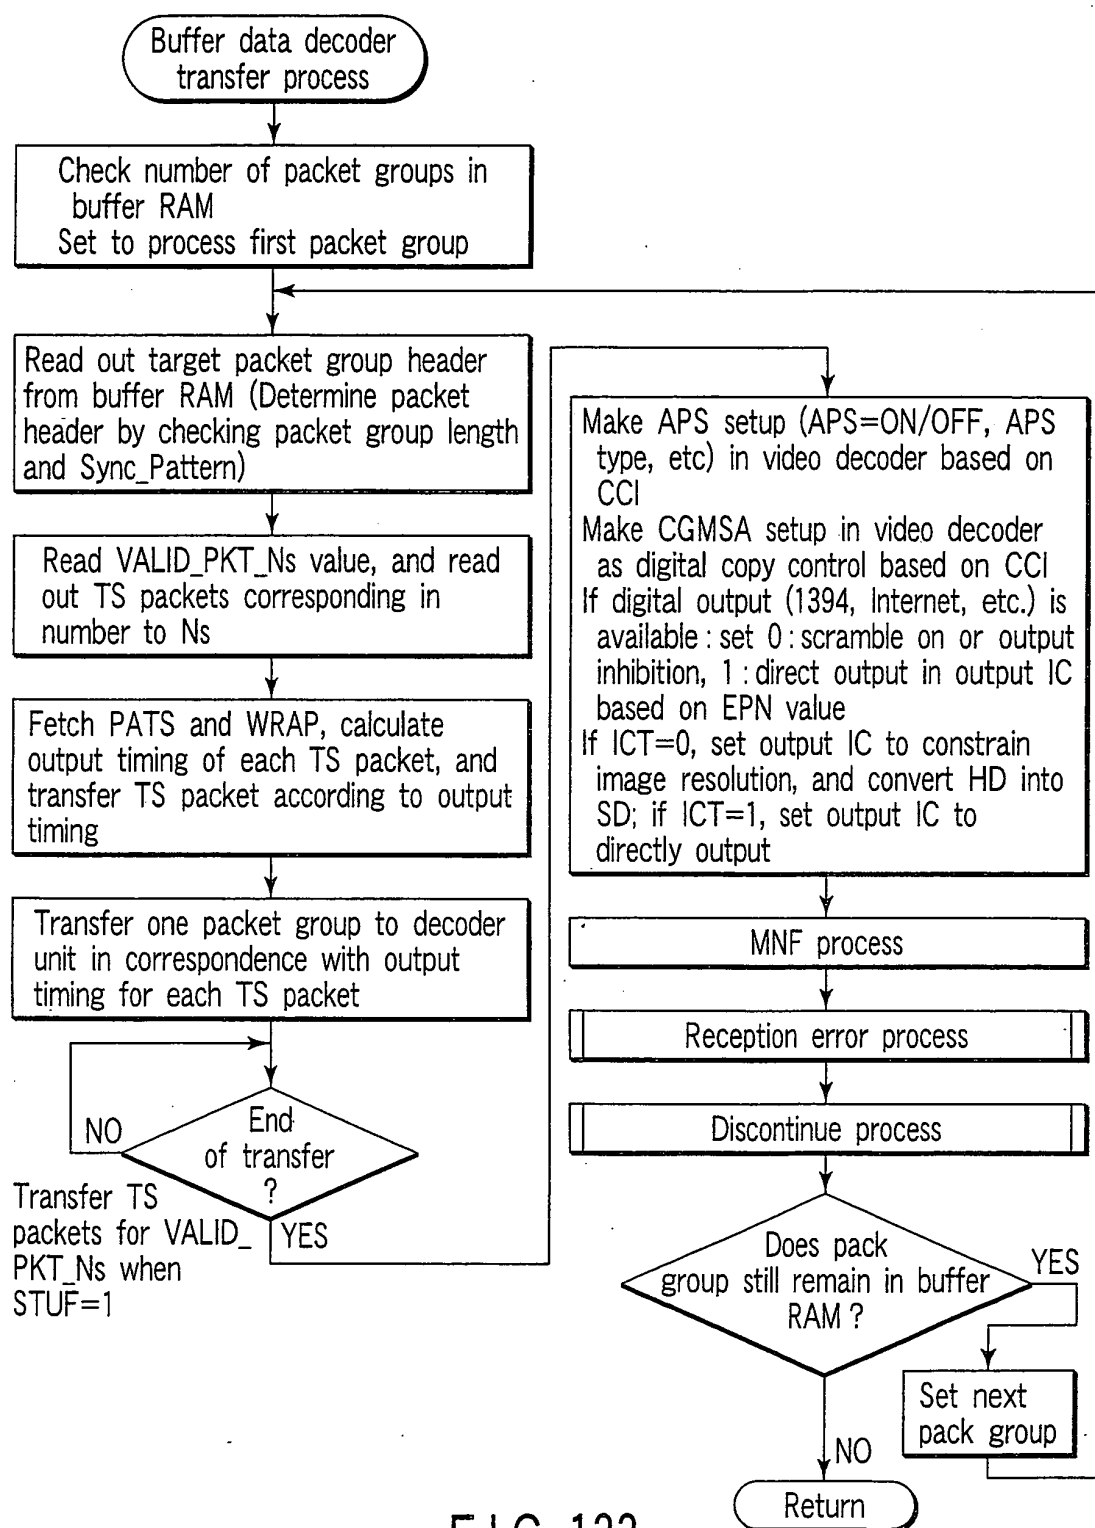 Buffer data decoder
transfer process
Check number of packet groups in
buffer RAM
Set to process first packet group
Read out target packet group header
from buffer RAM (Determine packet
header by checking packet group length
and Sync_Pattern)
Read VALID_PKT_Ns value, and read
out TS packets corresponding in
number to Ns
Fetch PATS and WRAP, calculate
output timing of each TS packet, and
transfer TS packet according to output
timing
Transfer one packet group to decoder
unit in correspondence with output
timing for each TS packet
End
of transfer
?
NO
YES
Transfer TS
packets for VALID_
PKT_Ns when
STUF=1
Make APS setup (APS=ON/OFF, APS
type, etc) in video decoder based on
CCI
Make CGMSA setup in video decoder
as digital copy control based on CCI
If digital output (1394, Internet, etc.) is
available : set 0 : scramble on or output
inhibition, 1 : direct output in output IC
based on EPN value
If ICT=0, set output IC to constrain
image resolution, and convert HD into
SD; if ICT=1, set output IC to
directly output
MNF process
Reception error process
Discontinue process
Does pack
group still remain in buffer
RAM ?
YES
Set next
pack group
NO
Return